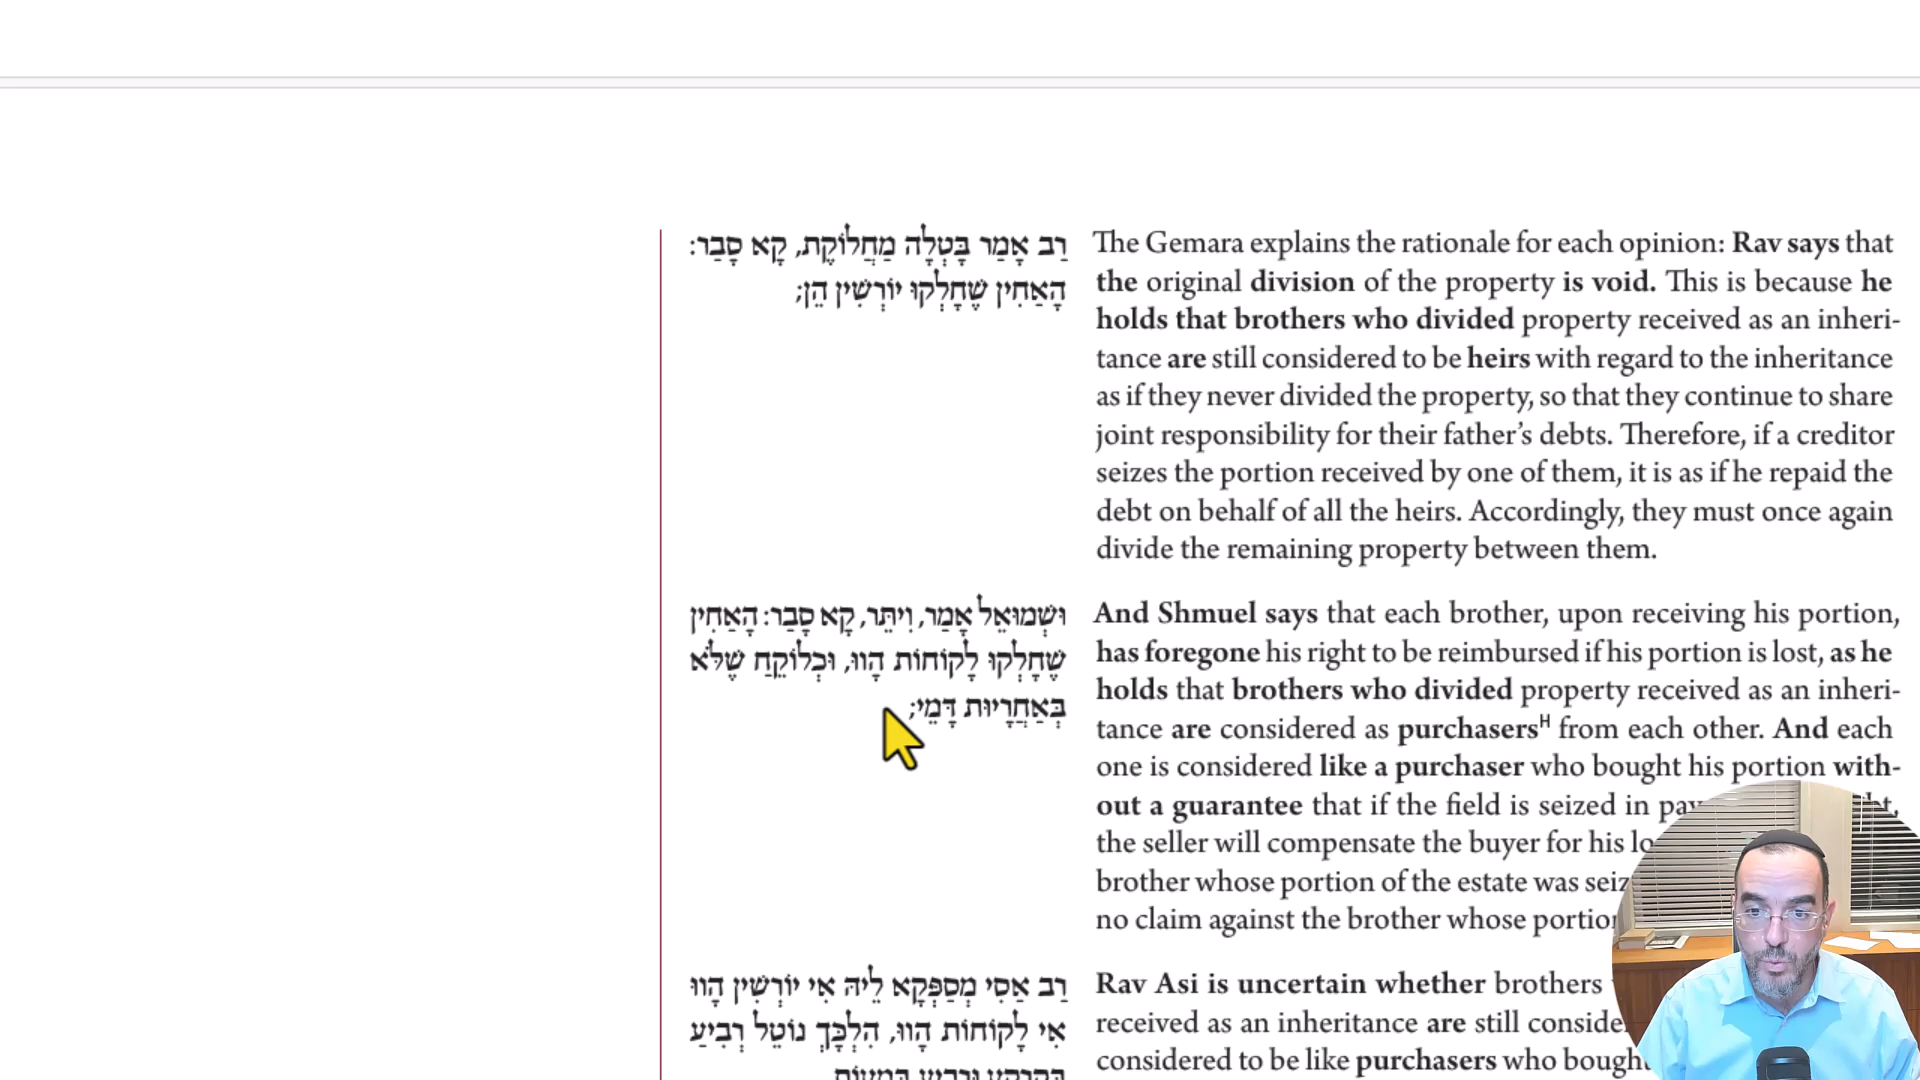 רַב אָמַר בָּטְלָה מַחֲלוֹקֶת, קָא סָבַר:
הָאַחִין שֶׁחָלְקוּ יוֹרְשִׁין הֵן;
The Gemara explains the rationale for each opinion: Rav says that
the original division of the property is void. This is because he
holds that brothers who divided property received as an inheri-
tance are still considered to be heirs with regard to the inheritance
as if they never divided the property, so that they continue to share
joint responsibility for their father’s debts. Therefore, if a creditor
seizes the portion received by one of them, it is as if he repaid the
debt on behalf of all the heirs. Accordingly, they must once again
divide the remaining property between them.
וּשְׁמוּאֵל אָמַר, וִיתֵּר, קָא סָבַר: הָאַחִין
שֶׁחָלְקוּ לָקוֹחוֹת הָווּ, וּכְלוֹקֵחַ שֶׁלֹּא
בְּאַחֲרָיוּת דָּמֵי;
And Shmuel says that each brother, upon receiving his portion,
has foregone his right to be reimbursed if his portion is lost, as he
holds that brothers who divided property received as an inheri-
tance are considered as purchasersᴴ from each other. And each
one is considered like a purchaser who bought his portion with-
out a guarantee that if the field is seized in
the seller will compensate the buyer for his
brother whose portion of the estate was
no claim against the brother whose
רַב אַסִי מְסַפְּקָא לֵיהּ אִי יוֹרְשִׁין הָווּ
אִי לָקוֹחוֹת הָווּ, הִלְכָּךְ נוֹטֵל רְבִיעַ
Rav Asi is uncertain whether brothers
received as an inheritance are still
considered to be like purchasers who